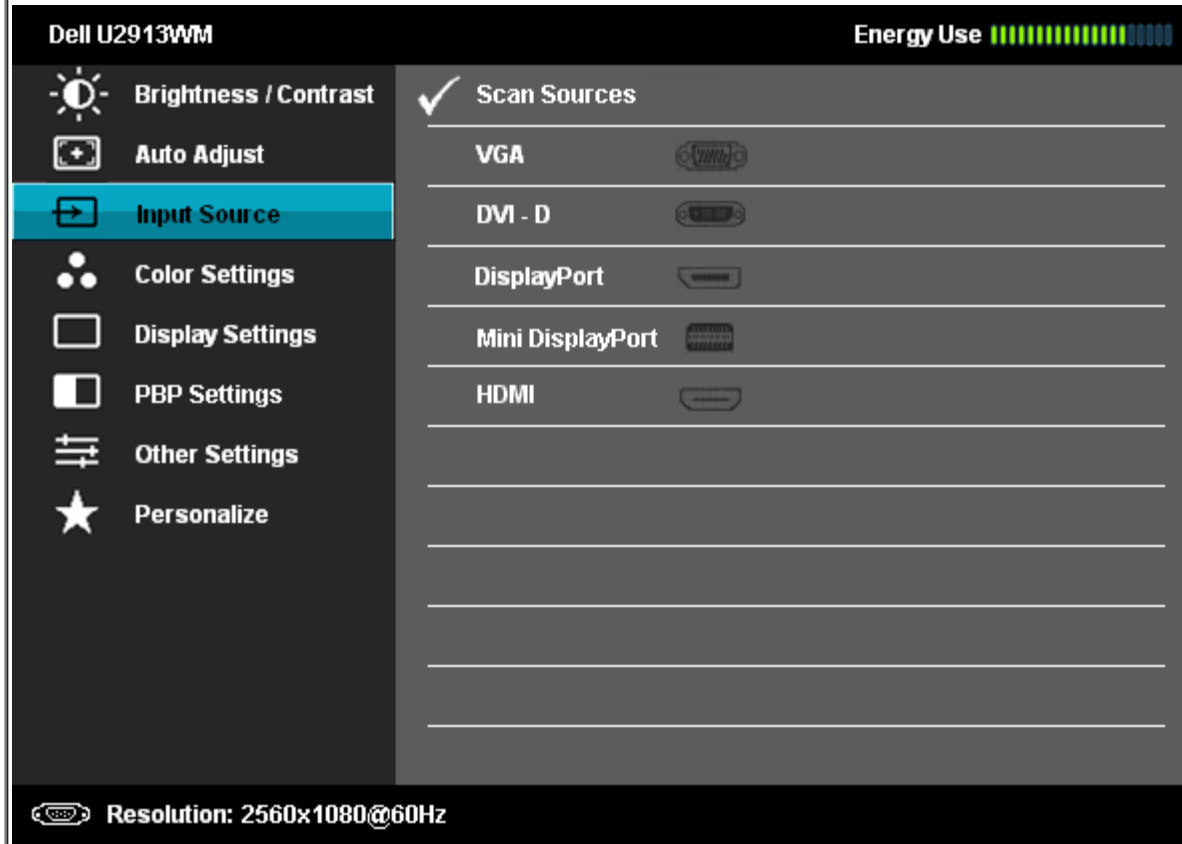 Dell U2913WM
Energy Use
Brightness / Contrast
Auto Adjust
Input Source
Color Settings
Display Settings
PBP Settings
Other Settings
Personalize
Scan Sources
VGA
DVI - D
DisplayPort
Mini DisplayPort
HDMI
Resolution: 2560x1080@60Hz